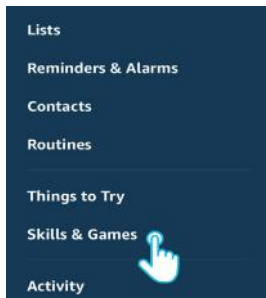 Lists
Reminders & Alarms
Contacts
Routines
Things to Try
Skills & Games
Activity